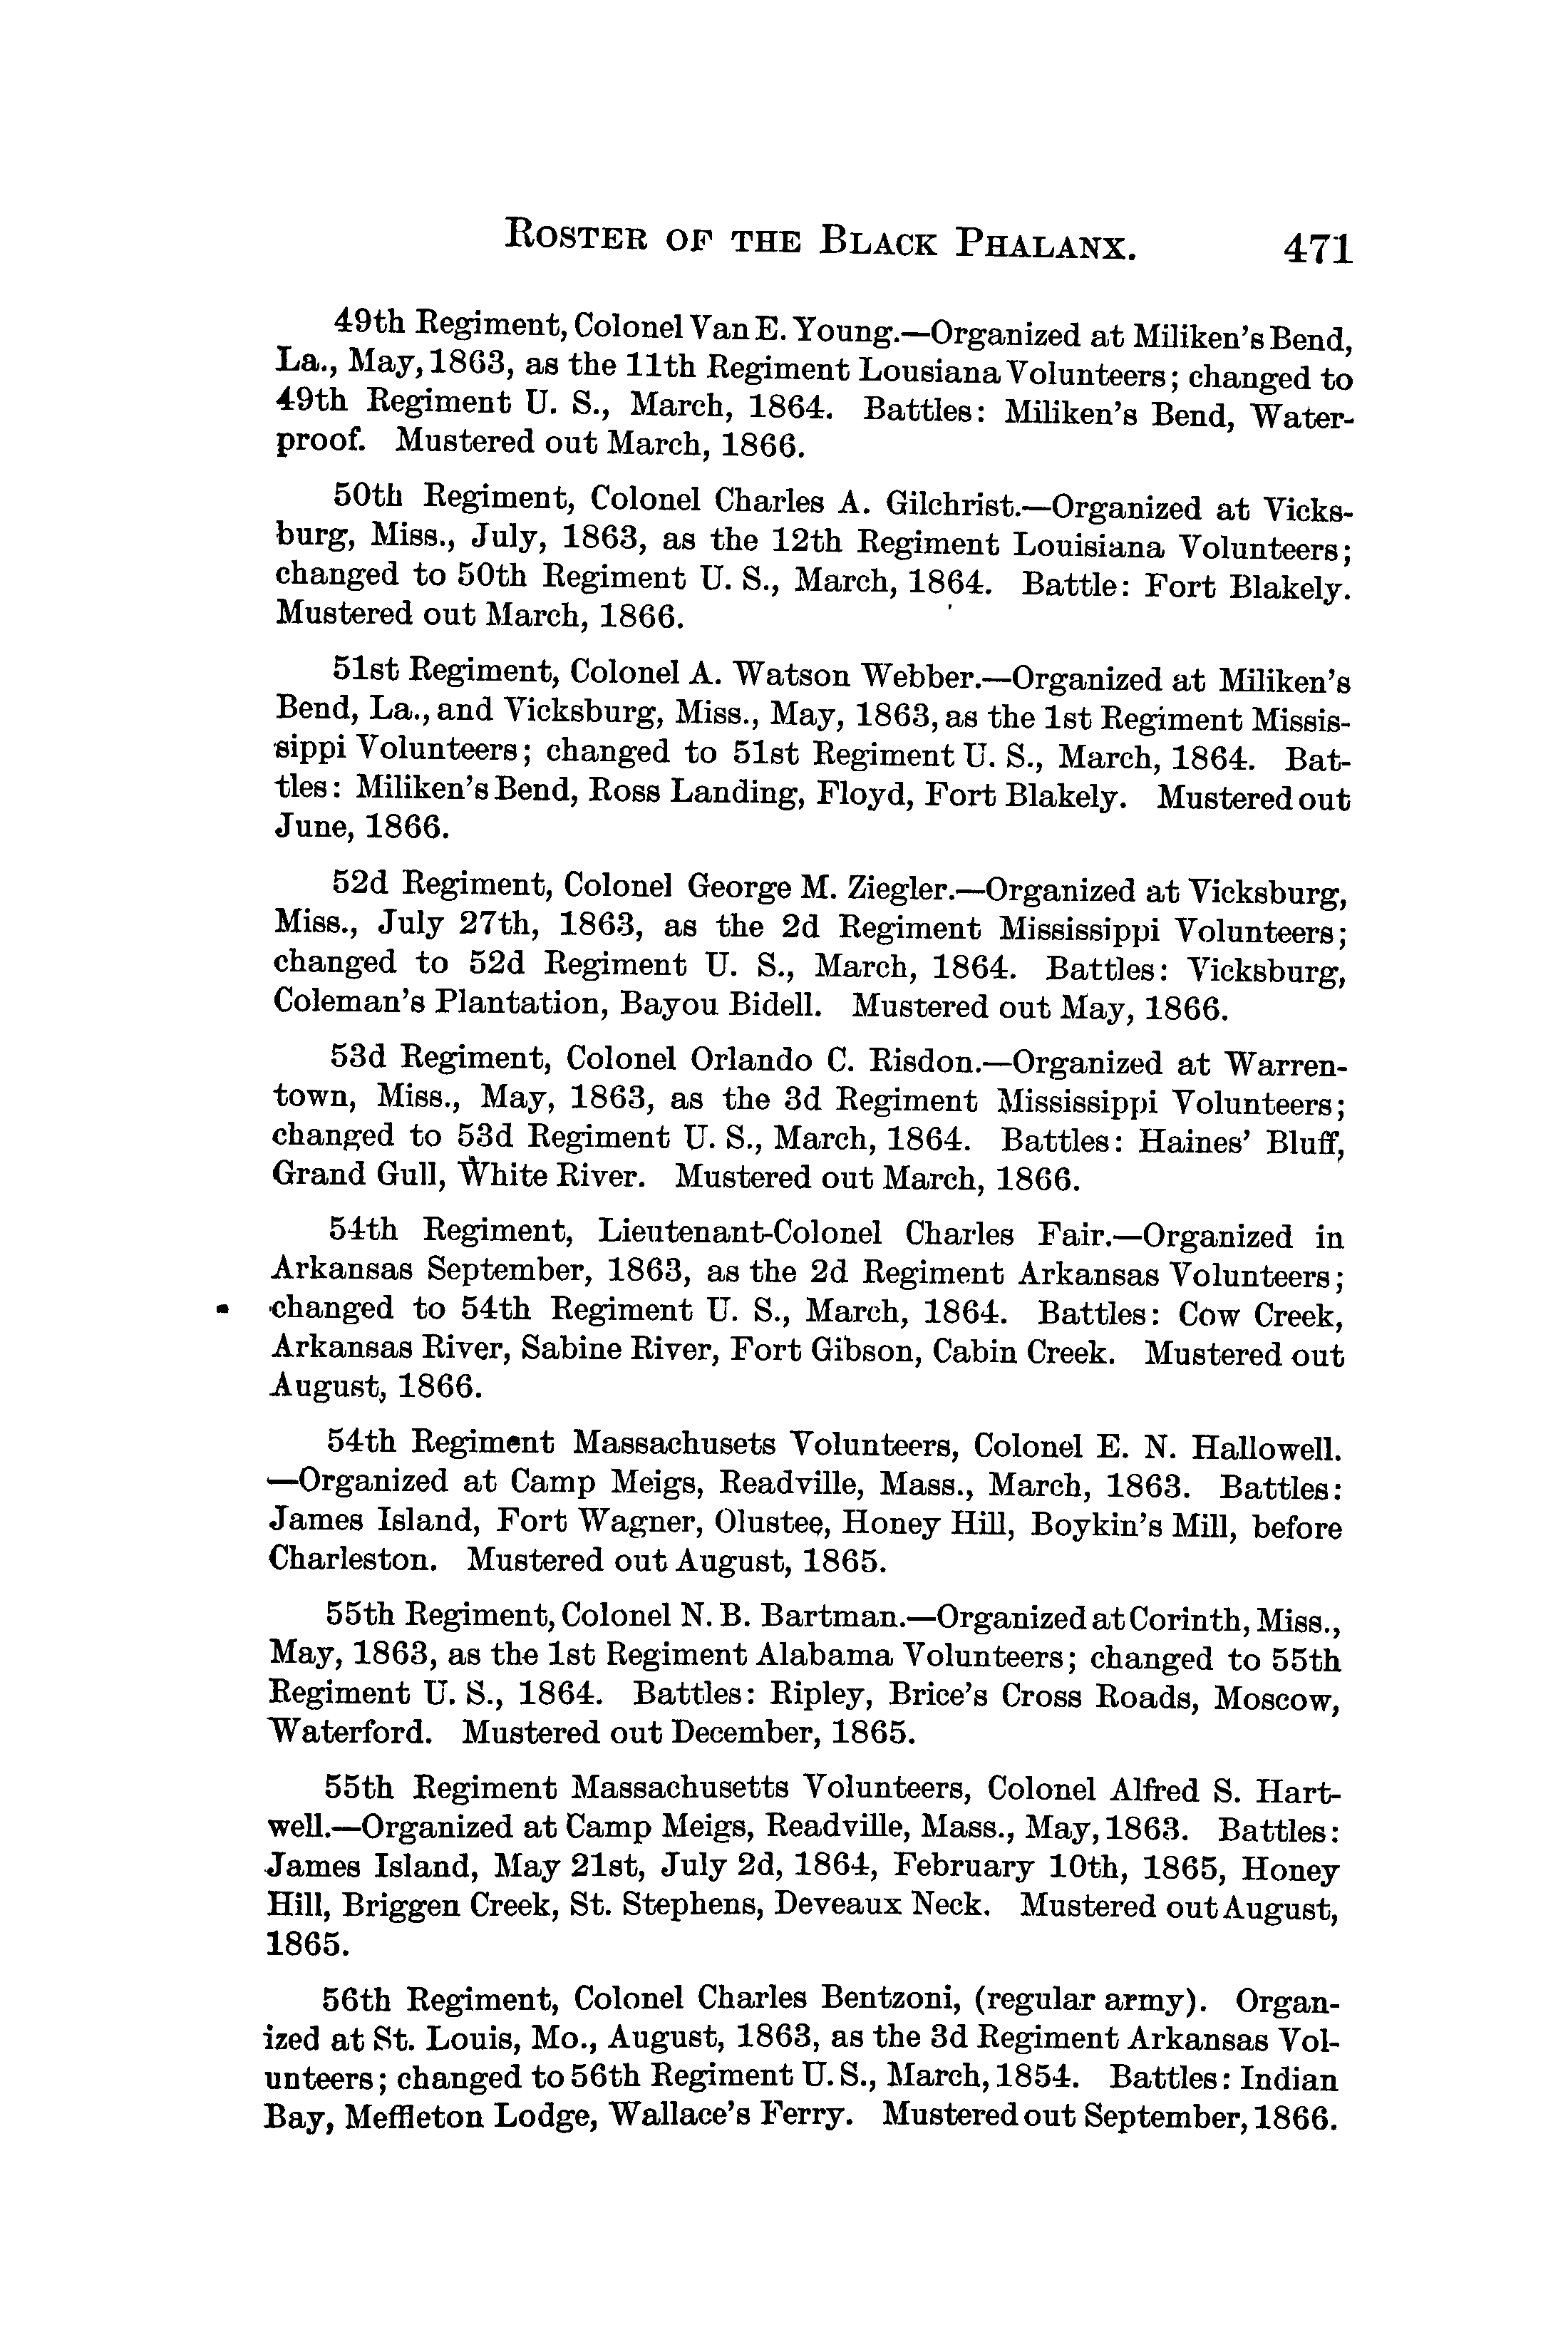 ROSTER OF THE BLACK PHALANX. 471
49th Regiment, Colonel Van E. Young.—Organized at Miliken's Bend,
La., May, 1863, as the 11th Regiment Lousiana Volunteers; changed to
49th Regiment U. S., March, 1864. Battles: Miliken's Bend, Water-
proof. Mustered out March, 1866.
50th Regiment, Colonel Charles A. Gilchrist.—Organized at Vicks-
burg, Miss., July, 1863, as the 12th Regiment Louisiana Volunteers;
changed to 50th Regiment U. S., March, 1864. Battle: Fort Blakely.
Mustered out March, 1866.
51st Regiment, Colonel A. Watson Webber.—Organized at Miliken's
Bend, La., and Vicksburg, Miss., May, 1863, as the 1st Regiment Missis-
sippi Volunteers; changed to 51st Regiment U. S., March, 1864. Bat-
tles: Miliken's Bend, Ross Landing, Floyd, Fort Blakely. Mustered out
June, 1866.
52d Regiment, Colonel George M. Ziegler.—Organized at Vicksburg,
Miss., July 27th, 1863, as the 2d Regiment Mississippi Volunteers;
changed to 52d Regiment U. S., March, 1864. Battles: Vicksburg,
Coleman's Plantation, Bayou Bidell. Mustered out May, 1866.
53d Regiment, Colonel Orlando C. Risdon.—Organized at Warren-
town, Miss., May, 1863, as the 3d Regiment Mississippi Volunteers;
changed to 53d Regiment U. S., March, 1864. Battles: Haines' Bluff,
Grand Gull, White River. Mustered out March, 1866.
54th Regiment, Lieutenant-Colonel Charles Fair.—Organized in
Arkansas September, 1863, as the 2d Regiment Arkansas Volunteers;
changed to 54th Regiment U. S., March, 1864. Battles: Cow Creek,
Arkansas River, Sabine River, Fort Gibson, Cabin Creek. Mustered out
August, 1866.
54th Regiment Massachusets Volunteers, Colonel E. N. Hallowell.
—Organized at Camp Meigs, Readville, Mass., March, 1863. Battles:
James Island, Fort Wagner, Olustee, Honey Hill, Boykin's Mill, before
Charleston. Mustered out August, 1865.
55th Regiment, Colonel N. B. Bartman.—Organized at Corinth, Miss.,
May, 1863, as the 1st Regiment Alabama Volunteers; changed to 55th
Regiment U. S., 1864. Battles: Ripley, Brice's Cross Roads, Moscow,
Waterford. Mustered out December, 1865.
55th Regiment Massachusetts Volunteers, Colonel Alfred S. Hart-
well.—Organized at Camp Meigs, Readville, Mass., May, 1863. Battles:
James Island, May 21st, July 2d, 1864, February 10th, 1865, Honey
Hill, Briggen Creek, St. Stephens, Deveaux Neck. Mustered out August,
1865.
56th Regiment, Colonel Charles Bentzoni, (regular army). Organ-
ized at St. Louis, Mo., August, 1863, as the 3d Regiment Arkansas Vol-
unteers; changed to 56th Regiment U. S., March, 1854. Battles: Indian
Bay, Meffleton Lodge, Wallace's Ferry. Mustered out September, 1866.